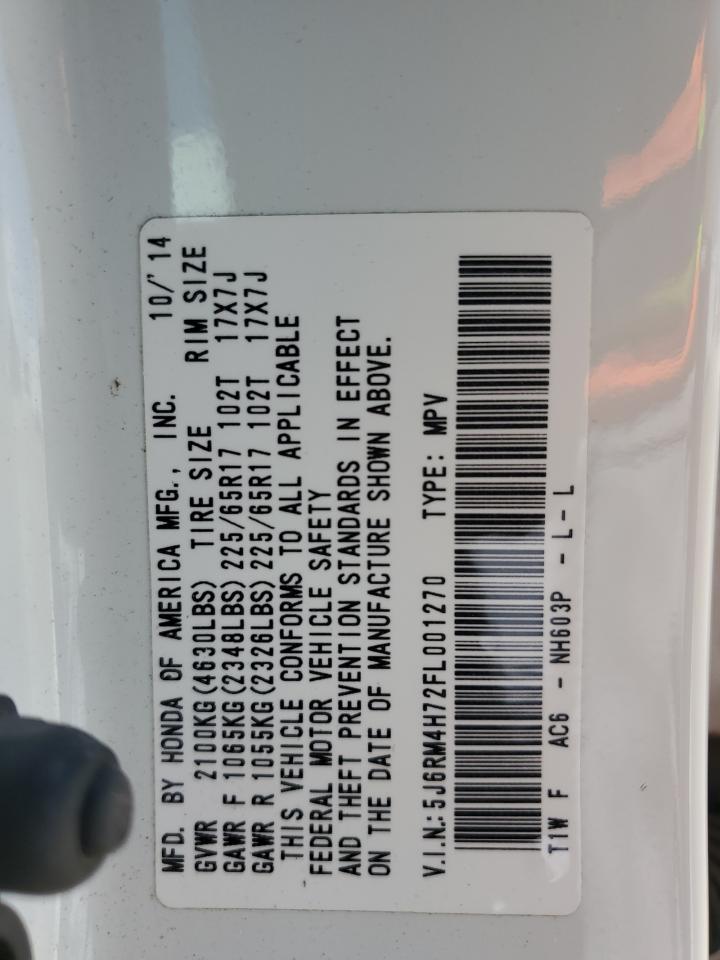 MFD. BY HONDA OF AMERICA MFG., INC. 10/'14
GVWR 2100KG(4630LBS) TIRE SIZE RIM SIZE
GAWR F 1065KG(2348LBS) 225/65R17 102T 17X7J
GAWR R 1055KG(2326LBS) 225/65R17 102T 17X7J
THIS VEHICLE CONFORMS TO ALL APPLICABLE
FEDERAL MOTOR VEHICLE SAFETY
AND THEFT PREVENTION STANDARDS IN EFFECT
ON THE DATE OF MANUFACTURE SHOWN ABOVE.
V.I.N.:5J6RM4H72FL001270 TYPE: MPV
T1W F AC6 - NH603P - L - L